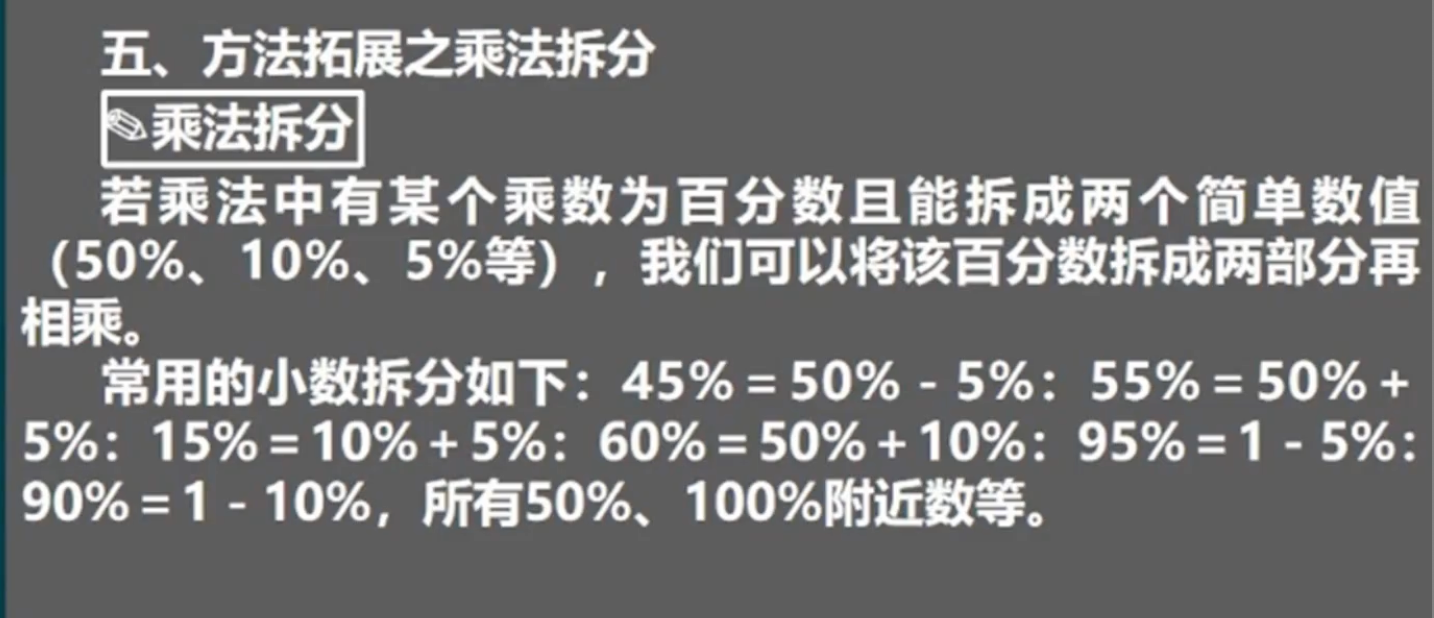 五、方法拓展之乘法拆分
✎乘法拆分
若乘法中有某个乘数为百分数且能拆成两个简单数值
（50%、10%、5%等），我们可以将该百分数拆成两部分再
相乘。
常用的小数拆分如下：45%＝50%－5%：55%＝50%＋
5%：15%＝10%＋5%：60%＝50%＋10%：95%＝1－5%：
90%＝1－10%，所有50%、100%附近数等。